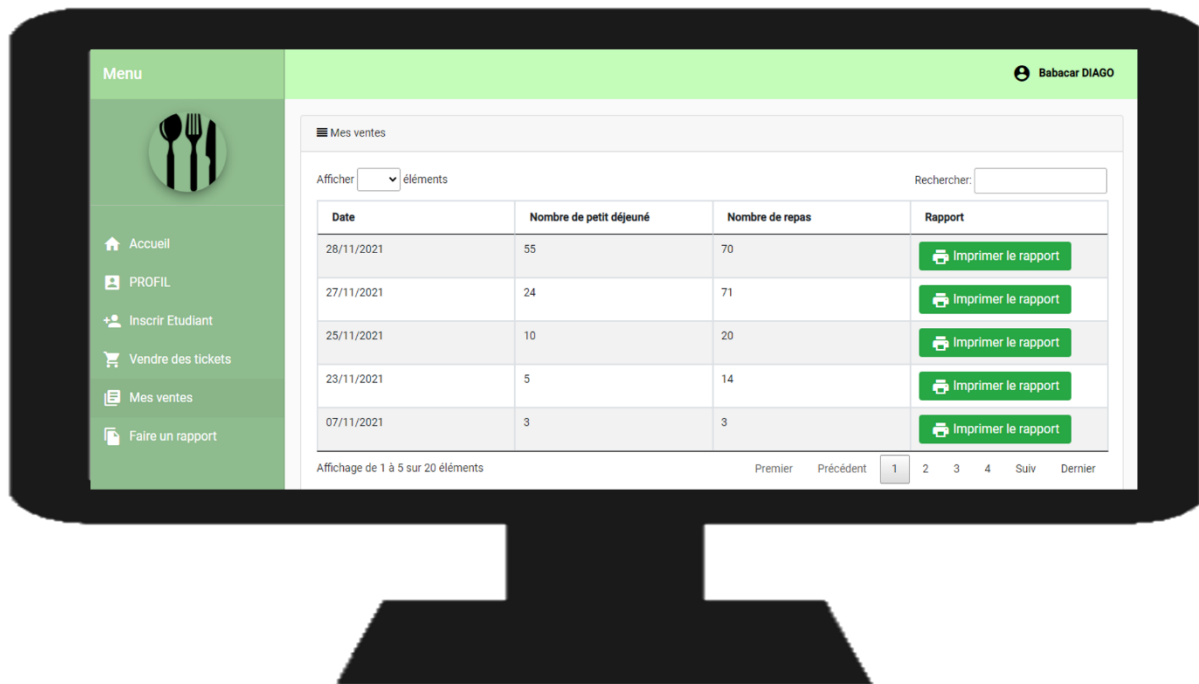 Menu
Babacar DIAGO
Mes ventes
Afficher éléments Rechercher:
Date Nombre de petit déjeuné Nombre de repas Rapport
28/11/2021 55 70 Imprimer le rapport
27/11/2021 24 71 Imprimer le rapport
25/11/2021 10 20 Imprimer le rapport
23/11/2021 5 14 Imprimer le rapport
07/11/2021 3 3 Imprimer le rapport
Affichage de 1 à 5 sur 20 éléments Premier Précédent 1 2 3 4 Suiv Dernier
Accueil
PROFIL
Inscrir Etudiant
Vendre des tickets
Mes ventes
Faire un rapport